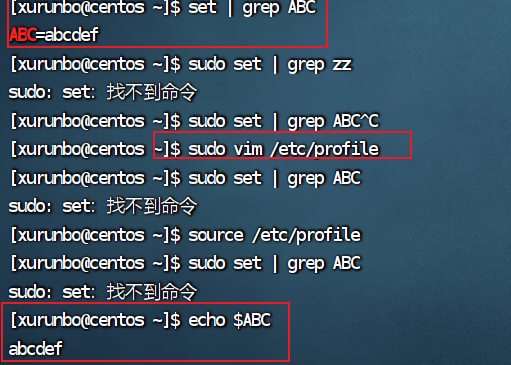 [xurunbo@centos ~]$ set | grep ABC
ABC=abcdef
[xurunbo@centos ~]$ sudo set | grep zz
sudo: set: 找不到命令
[xurunbo@centos ~]$ sudo set | grep ABC^C
[xurunbo@centos ~]$ sudo vim /etc/profile
[xurunbo@centos ~]$ sudo set | grep ABC
sudo: set: 找不到命令
[xurunbo@centos ~]$ source /etc/profile
[xurunbo@centos ~]$ sudo set | grep ABC
sudo: set: 找不到命令
[xurunbo@centos ~]$ echo $ABC
abcdef